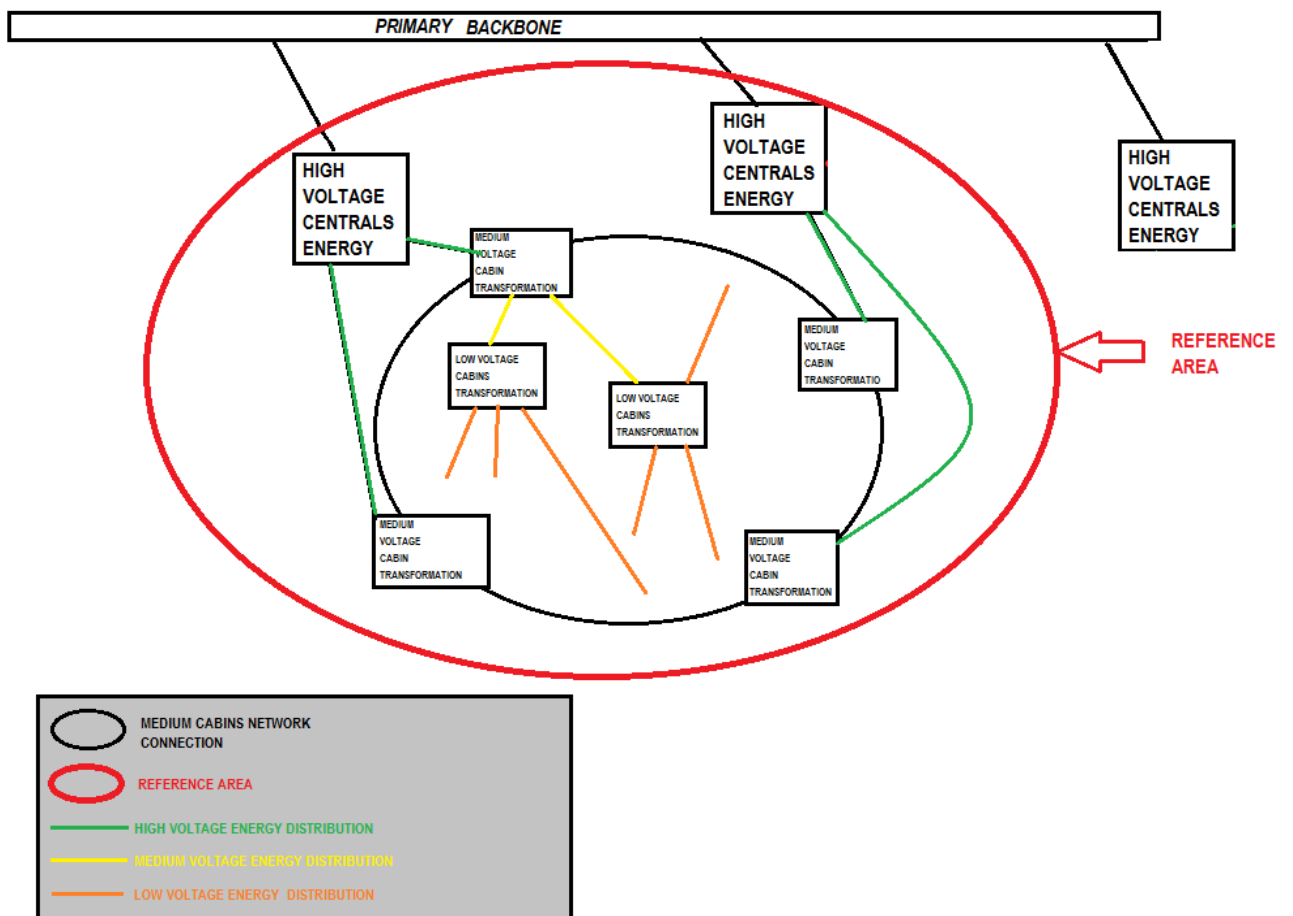 PRIMARY BACKBONE
HIGH
VOLTAGE
CENTRALS
ENERGY
HIGH
VOLTAGE
CENTRALS
ENERGY
HIGH
VOLTAGE
CENTRALS
ENERGY
MEDIUM
VOLTAGE
CABIN
TRANSFORMATION
MEDIUM
VOLTAGE
CABIN
TRANSFORMATIO
REFERENCE
AREA
LOW VOLTAGE
CABINS
TRANSFORMATION
LOW VOLTAGE
CABINS
TRANSFORMATION
MEDIUM
VOLTAGE
CABIN
TRANSFORMATION
MEDIUM
VOLTAGE
CABIN
TRANSFORMATION
MEDIUM CABINS NETWORK
CONNECTION
REFERENCE AREA
HIGH VOLTAGE ENERGY DISTRIBUTION
MEDIUM VOLTAGE ENERGY DISTRIBUTION
LOW VOLTAGE ENERGY DISTRIBUTION